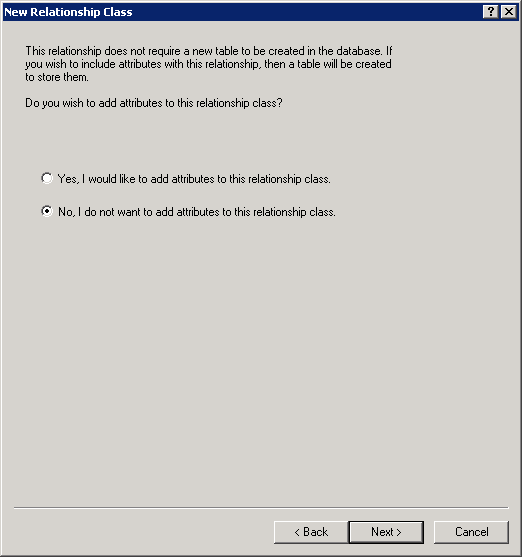 New Relationship Class
This relationship does not require a new table to be created in the database. If
you wish to include attributes with this relationship, then a table will be created
to store them.
Do you wish to add attributes to this relationship class?
Yes, I would like to add attributes to this relationship class.
No, I do not want to add attributes to this relationship class.
< Back Next > Cancel